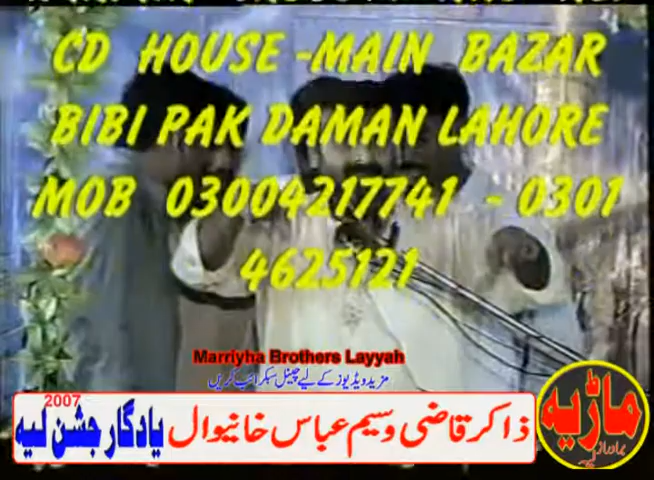 CD HOUSE -MAIN BAZAR
BIBI PAK DAMAN LAHORE
MOB 03004217741 - 0301
4625121
Marriyha Brothers Layyah
مزید ویڈیوز کے لیے چینل سبسکرائب کریں
ذاکر قاضی وسیم عباس خانیوال
2007
یادگار جشن لیہ
ماڑیہ